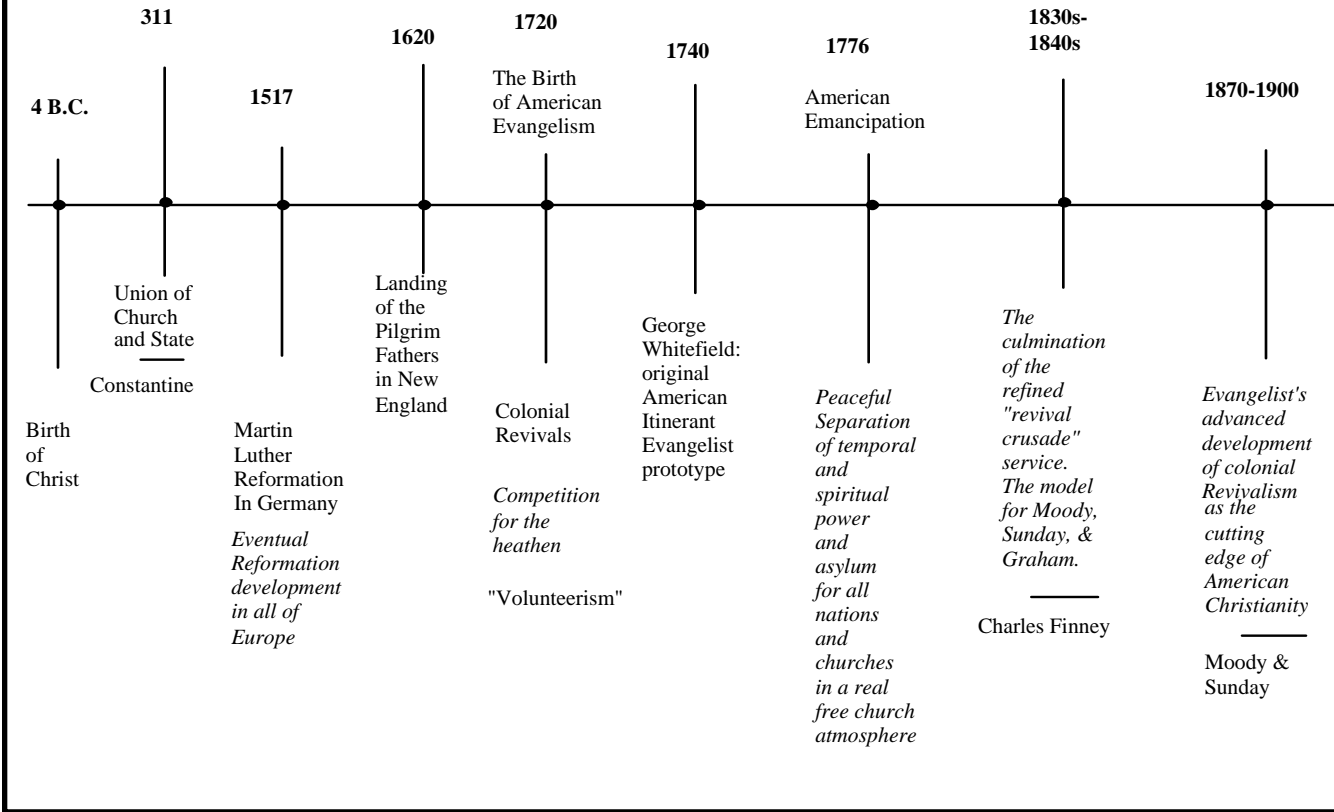 4 B.C.
Birth
of
Christ
311
Union of
Church
and State
Constantine
1517
Martin
Luther
Reformation
In Germany
Eventual
Reformation
development
in all of
Europe
1620
Landing
of the
Pilgrim
Fathers
in New
England
1720
The Birth
of American
Evangelism
Colonial
Revivals
Competition
for the
heathen
"Volunteerism"
1740
George
Whitefield:
original
American
Itinerant
Evangelist
prototype
1776
American
Emancipation
Peaceful
Separation
of temporal
and
spiritual
power
and
asylum
for all
nations
and
churches
in a real
free church
atmosphere
1830s-
1840s
The
culmination
of the
refined
"revival
crusade"
service.
The model
for Moody,
Sunday, &
Graham.
Charles Finney
1870-1900
Evangelist's
advanced
development
of colonial
Revivalism
as the
cutting
edge of
American
Christianity
Moody &
Sunday